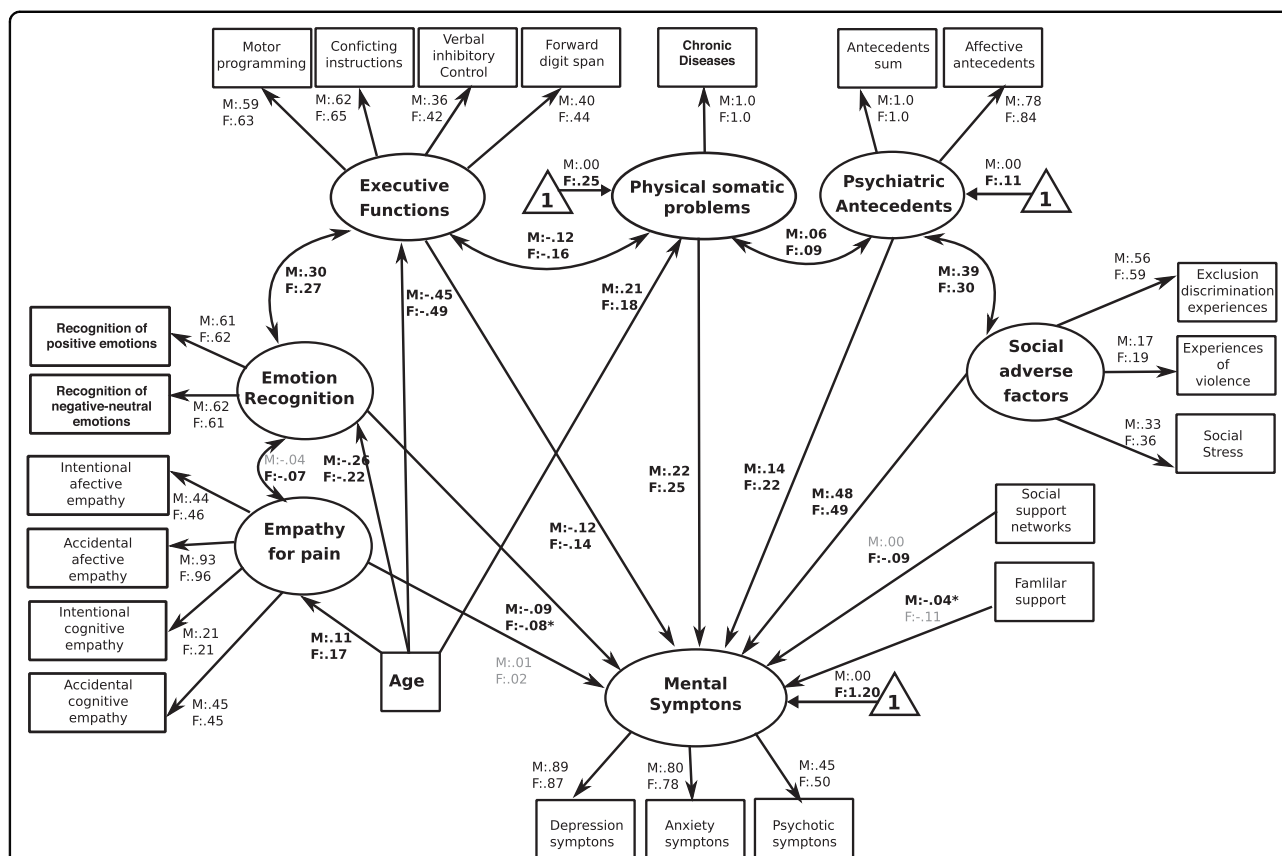 Motor
programming
Conficting
instructions
Verbal
inhibitory
Control
Forward
digit span
Chronic
Diseases
Antecedents
sum
Affective
antecedents
M:.59
F:.63
M:.62
F:.65
M:.36
F:.42
M:.40
F:.44
M:1.0
F:1.0
M:1.0
F:1.0
M:.78
F:.84
Executive
Functions
M:.00
F:.25
1
Physical somatic
problems
Psychiatric
Antecedents
M:.00
F:.11
1
M:-.12
F:-.16
M:.06
F:.09
M:.30
F:.27
M:-.45
F:-.49
M:.21
F:.18
M:.39
F:.30
M:.56
F:.59
Exclusion
discrimination
experiences
Recognition of
positive emotions
M:.61
F:.62
Emotion
Recognition
Social
adverse
factors
M:.17
F:.19
Experiences
of
violence
Recognition of
negative-neutral
emotions
M:.62
F:.61
M:.33
F:.36
Social
Stress
M:-.04
F:-.07
M:-.26
F:-.22
Intentional
afective
empathy
M:.44
F:.46
M:.22
F:.25
M:.14
F:.22
M:.48
F:.49
Social
support
networks
Empathy
for pain
Accidental
afective
empathy
M:.93
F:.96
M:-.12
F:-.14
M:.00
F:-.09
Famlilar
support
M:-.04*
F:-.11
Intentional
cognitive
empathy
M:.21
F:.21
M:.11
F:.17
M:-.09
F:-.08*
M:.01
F:.02
Age
Mental
Symptons
M:.00
F:1.20
1
Accidental
cognitive
empathy
M:.45
F:.45
M:.89
F:.87
M:.80
F:.78
M:.45
F:.50
Depression
symptons
Anxiety
symptons
Psychotic
symptons